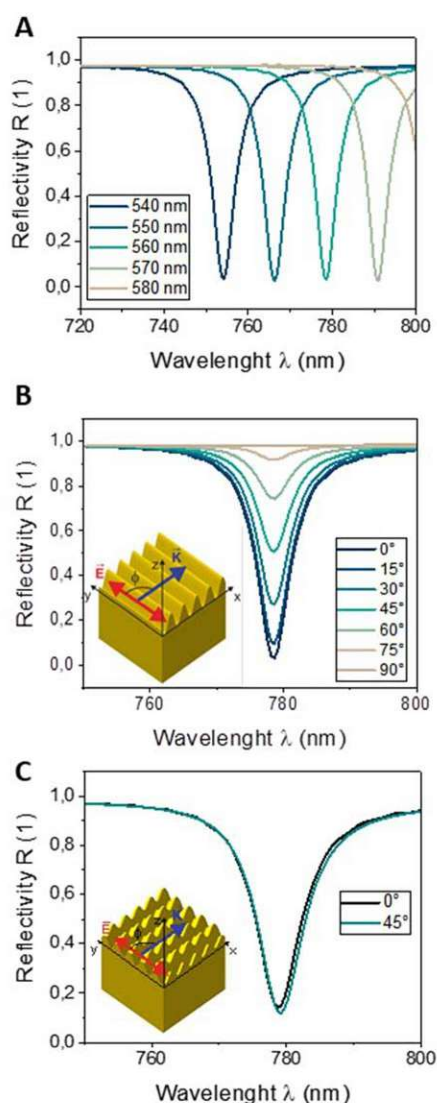 A
Reflectivity R (1)
1,0
0,8
0,6
0,4
0,2
0,0
540 nm
550 nm
560 nm
570 nm
580 nm
720 740 760 780 800
Wavelenght λ (nm)
B
Reflectivity R (1)
1,0
0,8
0,6
0,4
0,2
0,0
E
ϕ
z
K
y
x
0°
15°
30°
45°
60°
75°
90°
760 780 800
Wavelenght λ (nm)
C
Reflectivity R (1)
1,0
0,8
0,6
0,4
0,2
0,0
0°
45°
E
ϕ
z
K
y
x
760 780 800
Wavelenght λ (nm)